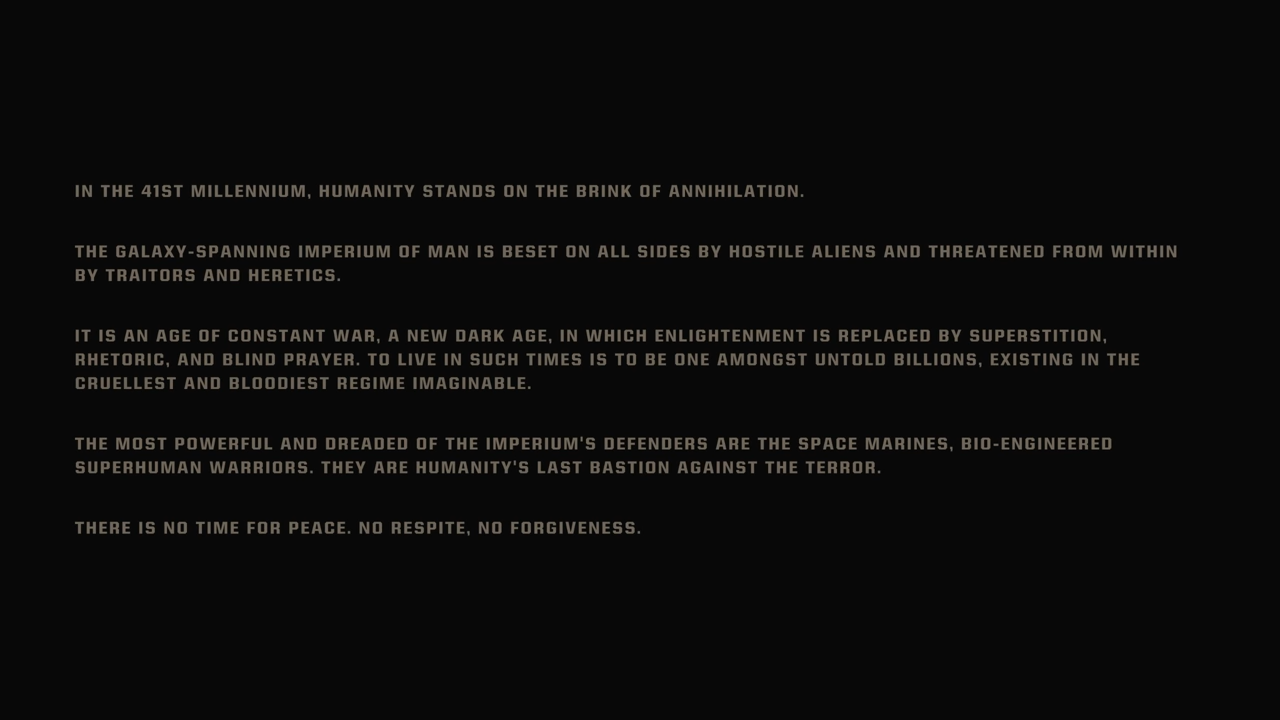 IN THE 41ST MILLENNIUM, HUMANITY STANDS ON THE BRINK OF ANNIHILATION.
THE GALAXY-SPANNING IMPERIUM OF MAN IS BESET ON ALL SIDES BY HOSTILE ALIENS AND THREATENED FROM WITHIN
BY TRAITORS AND HERETICS.
IT IS AN AGE OF CONSTANT WAR, A NEW DARK AGE, IN WHICH ENLIGHTENMENT IS REPLACED BY SUPERSTITION,
RHETORIC, AND BLIND PRAYER. TO LIVE IN SUCH TIMES IS TO BE ONE AMONGST UNTOLD BILLIONS, EXISTING IN THE
CRUELLEST AND BLOODIEST REGIME IMAGINABLE.
THE MOST POWERFUL AND DREADED OF THE IMPERIUM'S DEFENDERS ARE THE SPACE MARINES, BIO-ENGINEERED
SUPERHUMAN WARRIORS. THEY ARE HUMANITY'S LAST BASTION AGAINST THE TERROR.
THERE IS NO TIME FOR PEACE. NO RESPITE, NO FORGIVENESS.